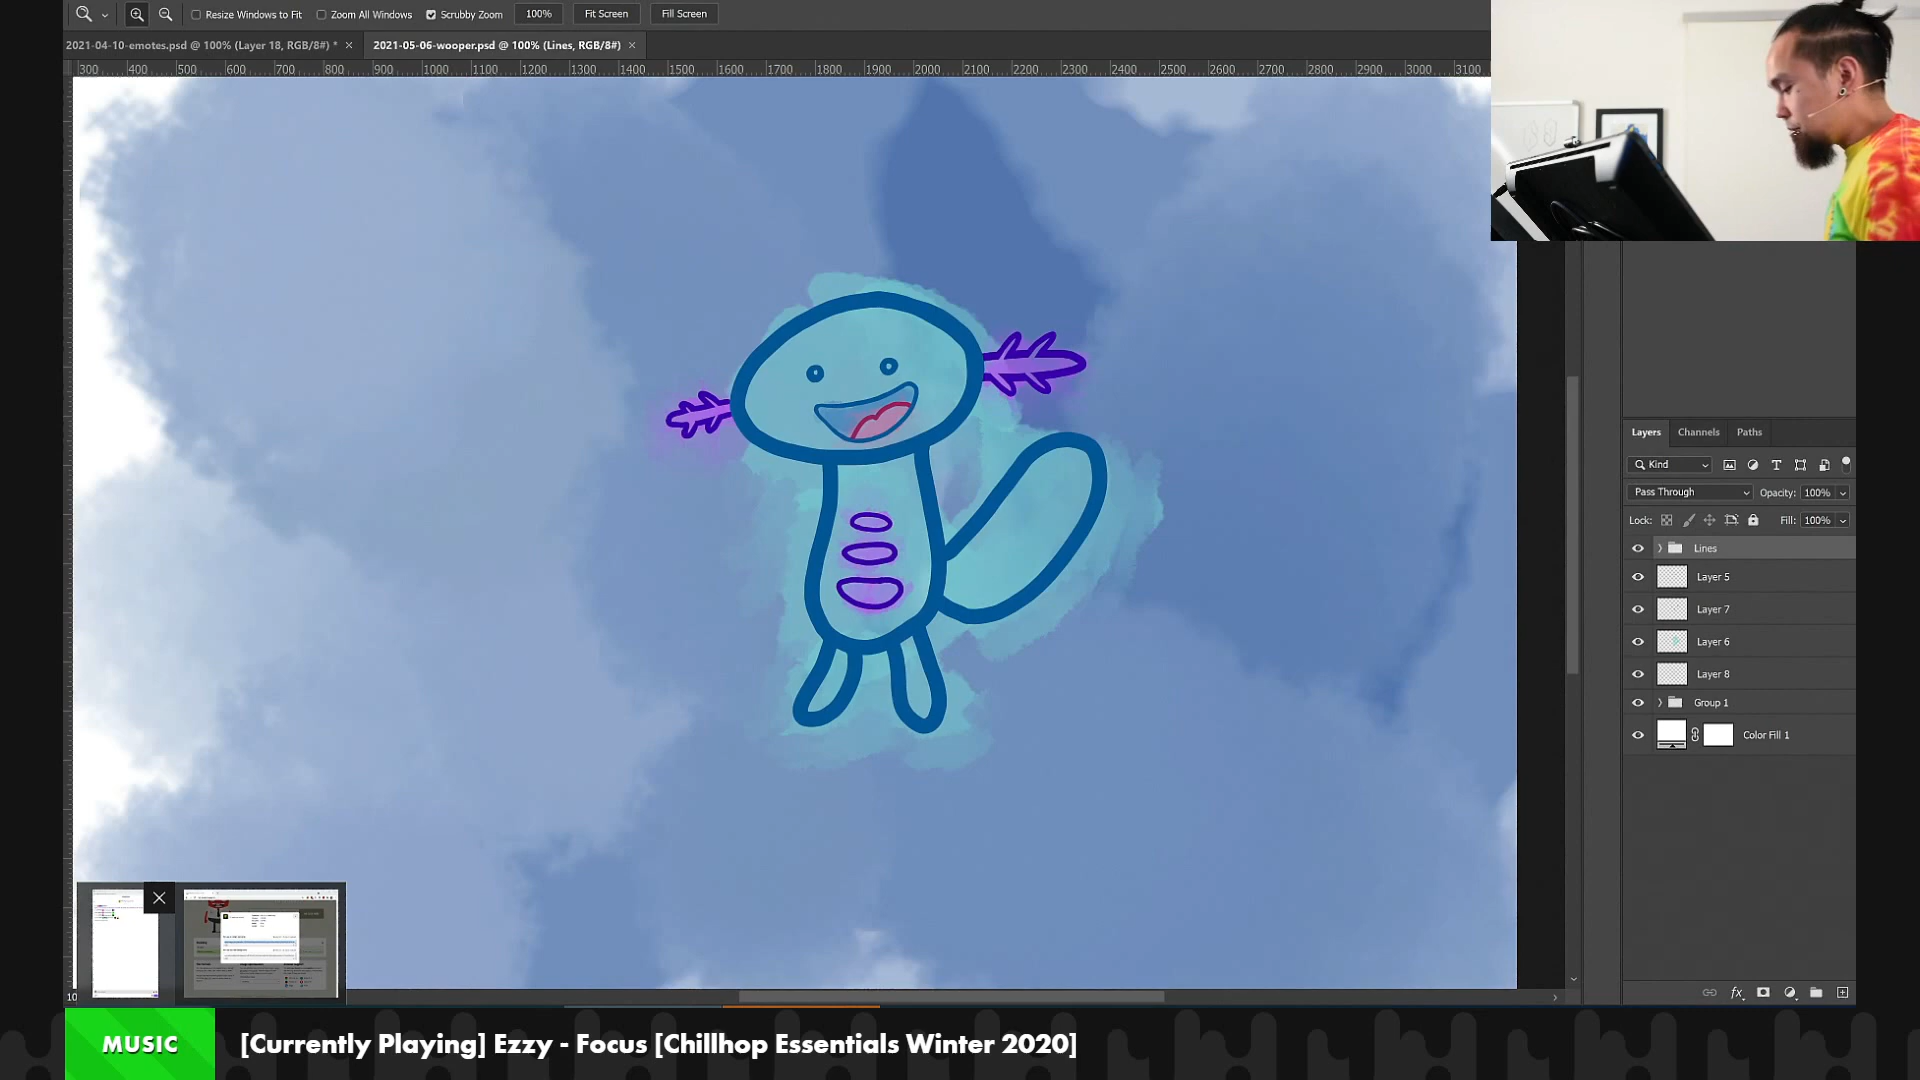 Resize Windows to Fit Zoom All Windows Scrubby Zoom 100% Fit Screen Fill Screen
2021-04-10-emotes.psd @ 100% (Layer 18, RGB/8#) * × 2021-05-06-wooper.psd @ 100% (Lines, RGB/8#) ×
300 400 500 600 700 800 900 1000 1100 1200 1300 1400 1500 1600 1700 1800 1900 2000 2100 2200 2300 2400 2500 2600 2700 2800 2900 3000 3100
Layers Channels Paths
Kind
Pass Through Opacity: 100%
Lock: Fill: 100%
Lines
Layer 5
Layer 7
Layer 6
Layer 8
Group 1
Color Fill 1
fx
10
MUSIC [Currently Playing] Ezzy - Focus [Chillhop Essentials Winter 2020]